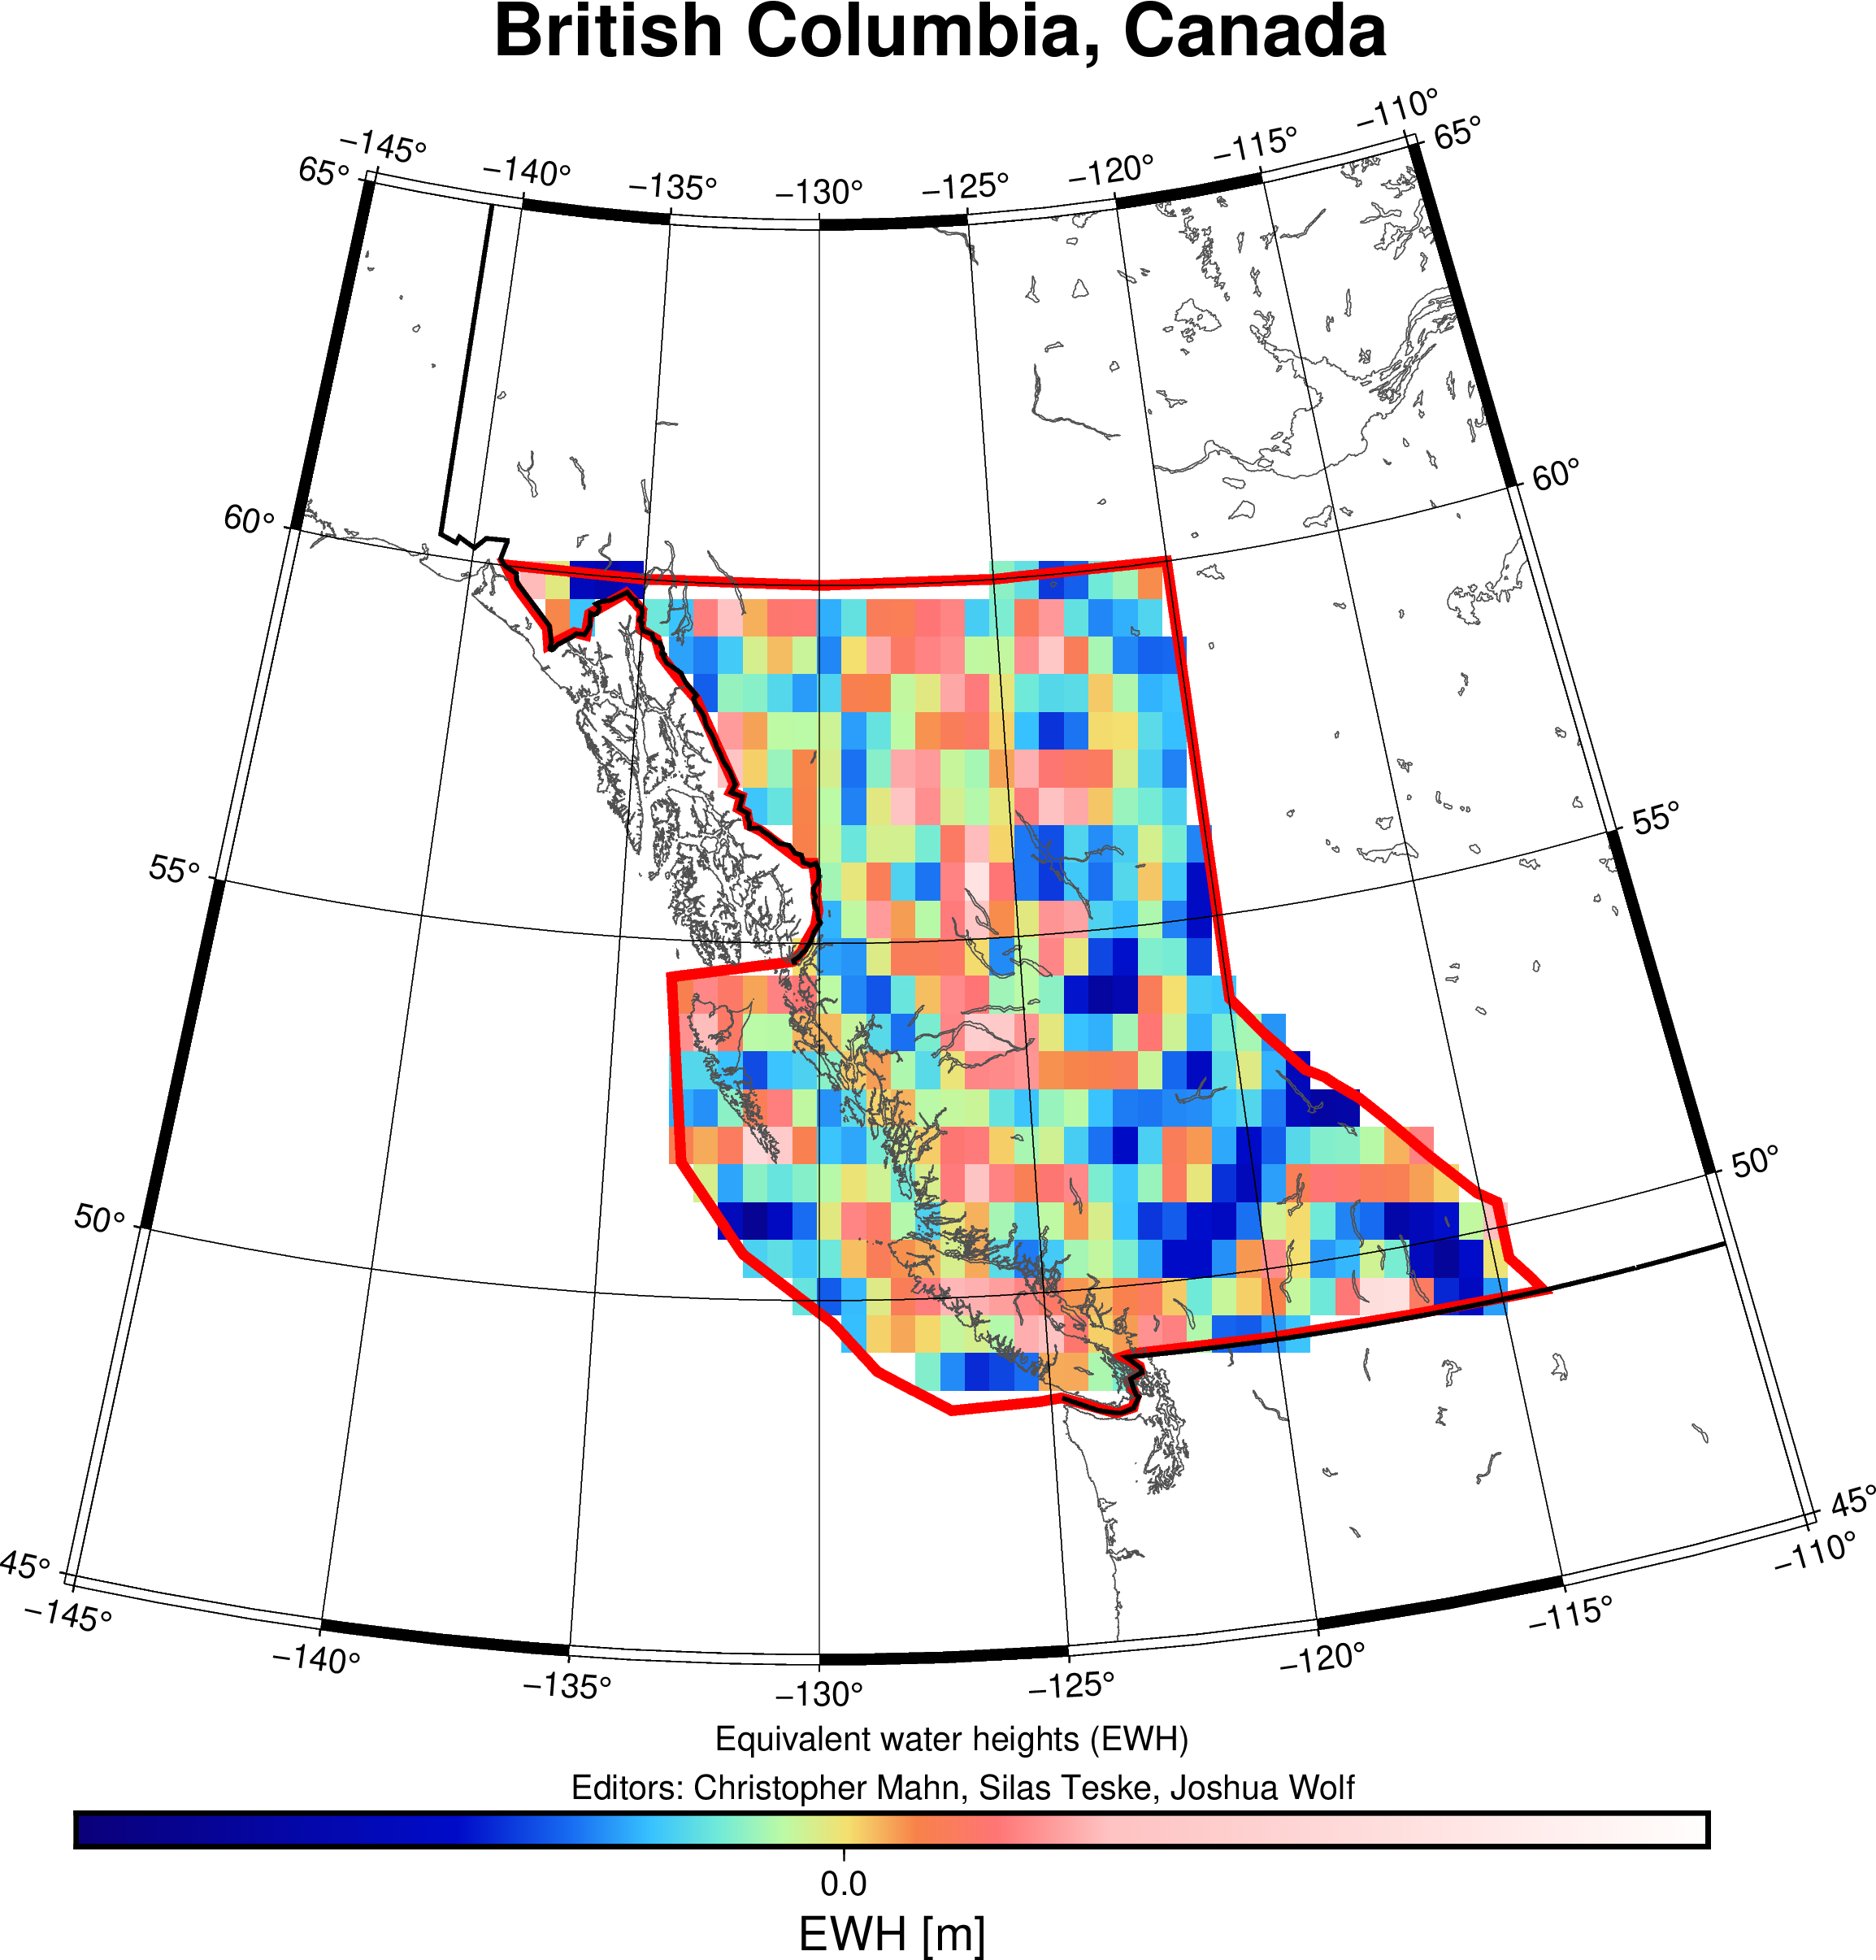 British Columbia, Canada
−145° −140° −135° −130° −125° −120° −115° −110°
65° 65°
60° 60°
55° 55°
50° 50°
45° 45°
−145° −140° −135° −130° −125° −120° −115° −110°
Equivalent water heights (EWH)
Editors: Christopher Mahn, Silas Teske, Joshua Wolf
0.0
EWH [m]